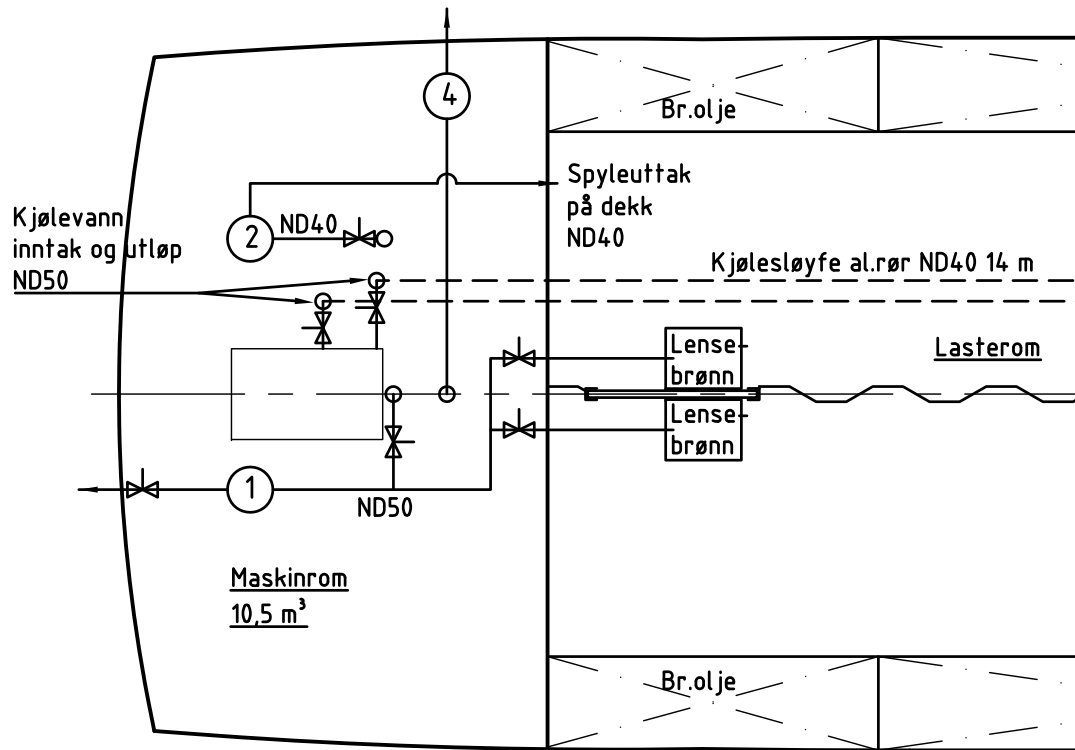 4
Br.olje
Spyleuttak
på dekk
ND40
2
ND40
Kjølevann
inntak og utløp
ND50
Kjølesløyfe al.rør ND40 14 m
Lense-
brønn
Lasterom
Lense-
brønn
1
ND50
Maskinrom
10,5 m³
Br.olje